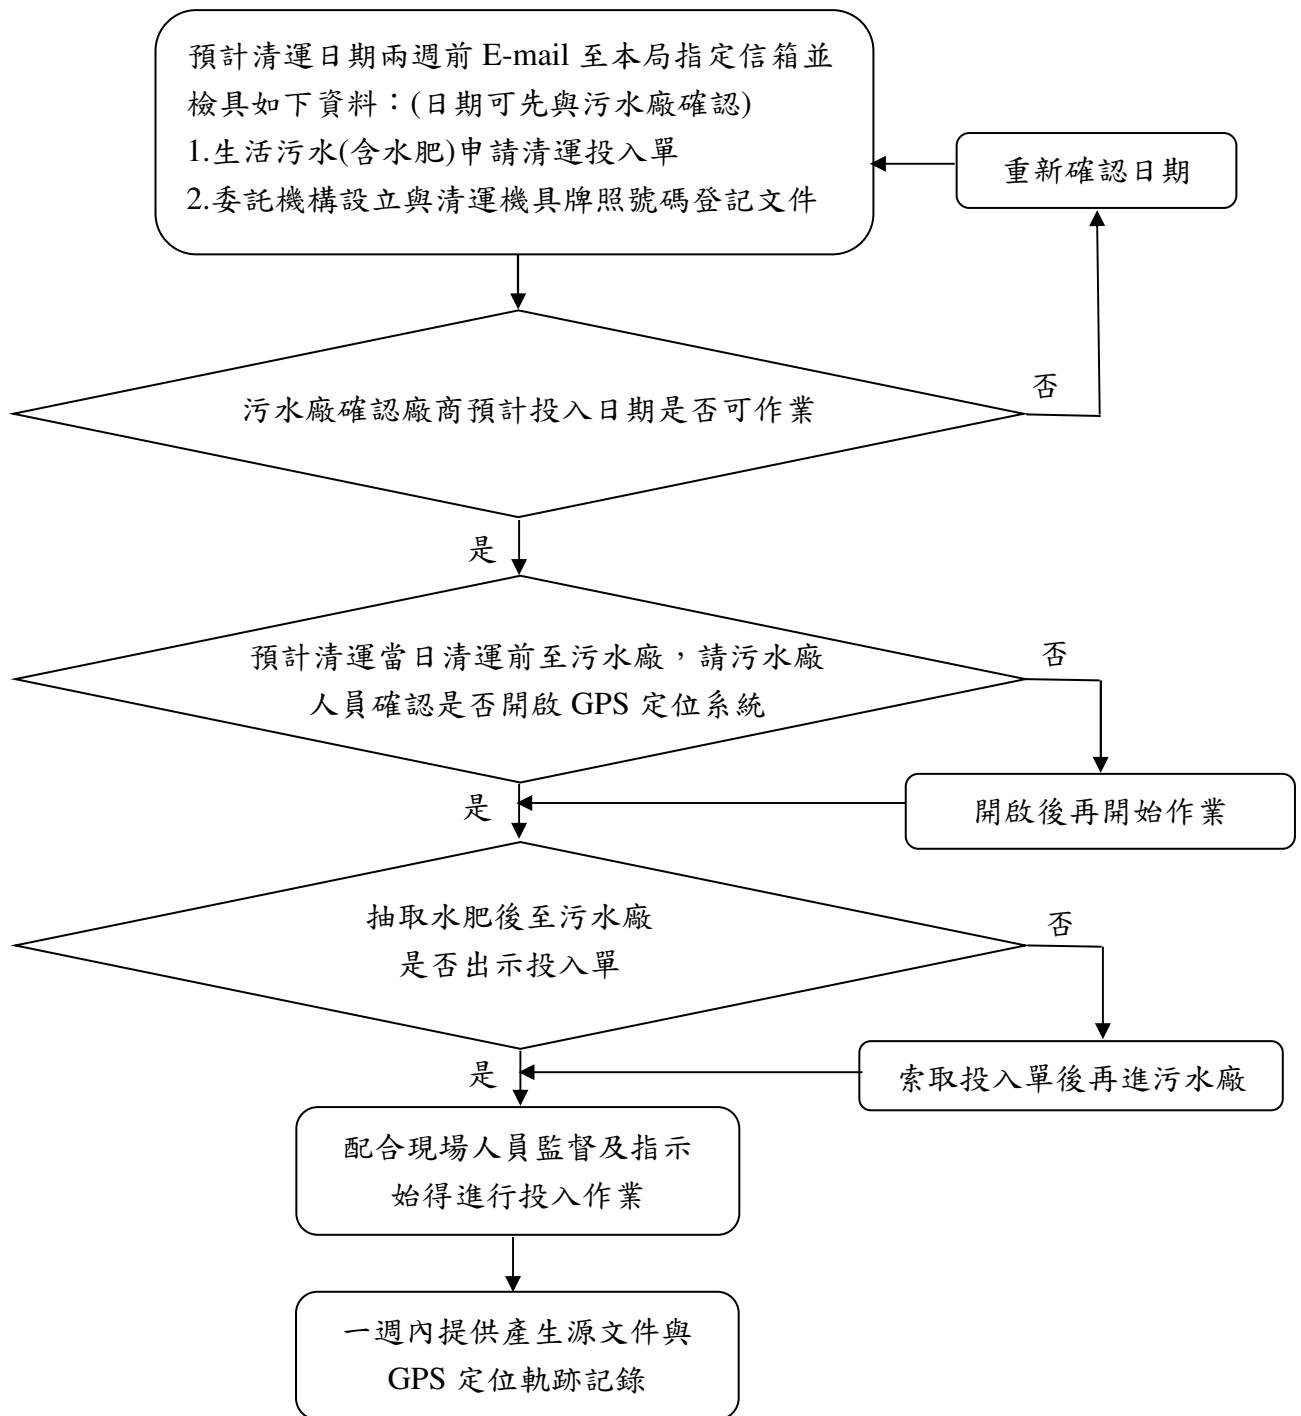 預計清運日期兩週前 E-mail 至本局指定信箱並
檢具如下資料：(日期可先與污水廠確認)
1.生活污水(含水肥)申請清運投入單
2.委託機構設立與清運機具牌照號碼登記文件
重新確認日期
否
污水廠確認廠商預計投入日期是否可作業
是
預計清運當日清運前至污水廠，請污水廠
人員確認是否開啟 GPS 定位系統
否
是
開啟後再開始作業
抽取水肥後至污水廠
是否出示投入單
否
是
索取投入單後再進污水廠
配合現場人員監督及指示
始得進行投入作業
一週內提供產生源文件與
GPS 定位軌跡記錄